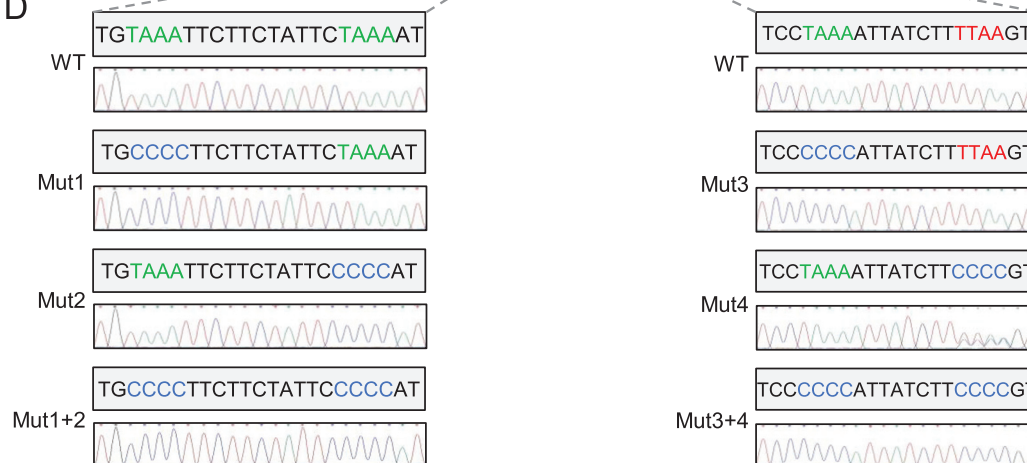 D
TGTAAATTCTTCTATTCTAAAAT
WT
TGCCCCTTCTTCTATTCTAAAAT
Mut1
TGTAAATTCTTCTATTCCCCCAT
Mut2
TGCCCCTTCTTCTATTCCCCCAT
Mut1+2
TCCTAAAATTATCTTTTAAGT
WT
TCCCCCCATTATCTTTTAAGT
Mut3
TCCTAAAATTATCTTCCCCGT
Mut4
TCCCCCCATTATCTTCCCCGT
Mut3+4